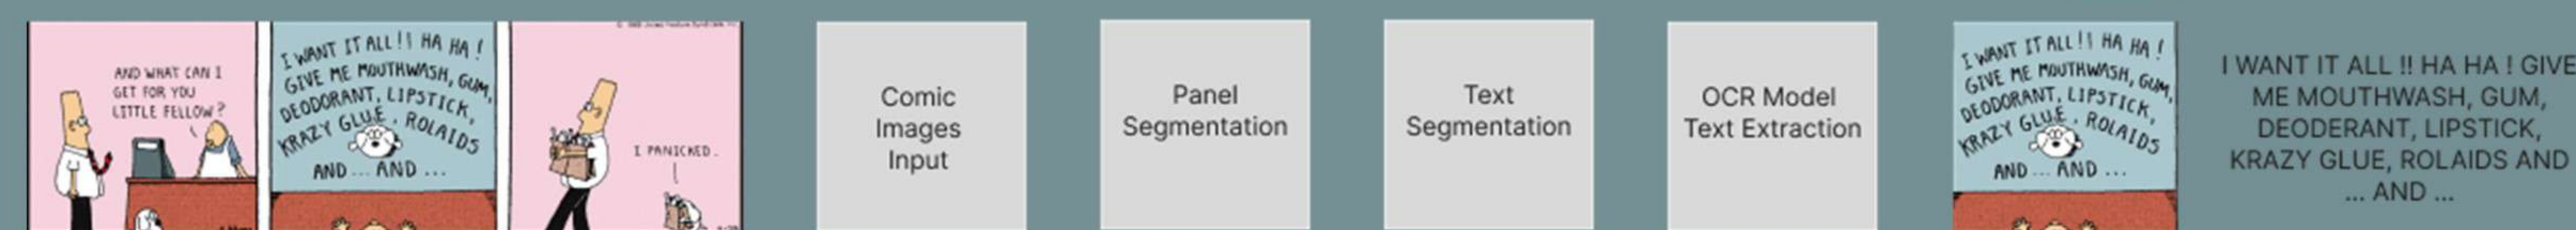 AND WHAT CAN I
GET FOR YOU
LITTLE FELLOW?
I WANT IT ALL!! HA HA!
GIVE ME MOUTHWASH, GUM,
DEODORANT, LIPSTICK,
KRAZY GLUE, ROLAIDS
AND... AND...
I PANICKED.
Comic
Images
Input
Panel
Segmentation
Text
Segmentation
OCR Model
Text Extraction
I WANT IT ALL!! HA HA!
GIVE ME MOUTHWASH, GUM,
DEODORANT, LIPSTICK,
KRAZY GLUE, ROLAIDS
AND... AND...
I WANT IT ALL !! HA HA ! GIVE
ME MOUTHWASH, GUM,
DEODERANT, LIPSTICK,
KRAZY GLUE, ROLAIDS AND
... AND ...